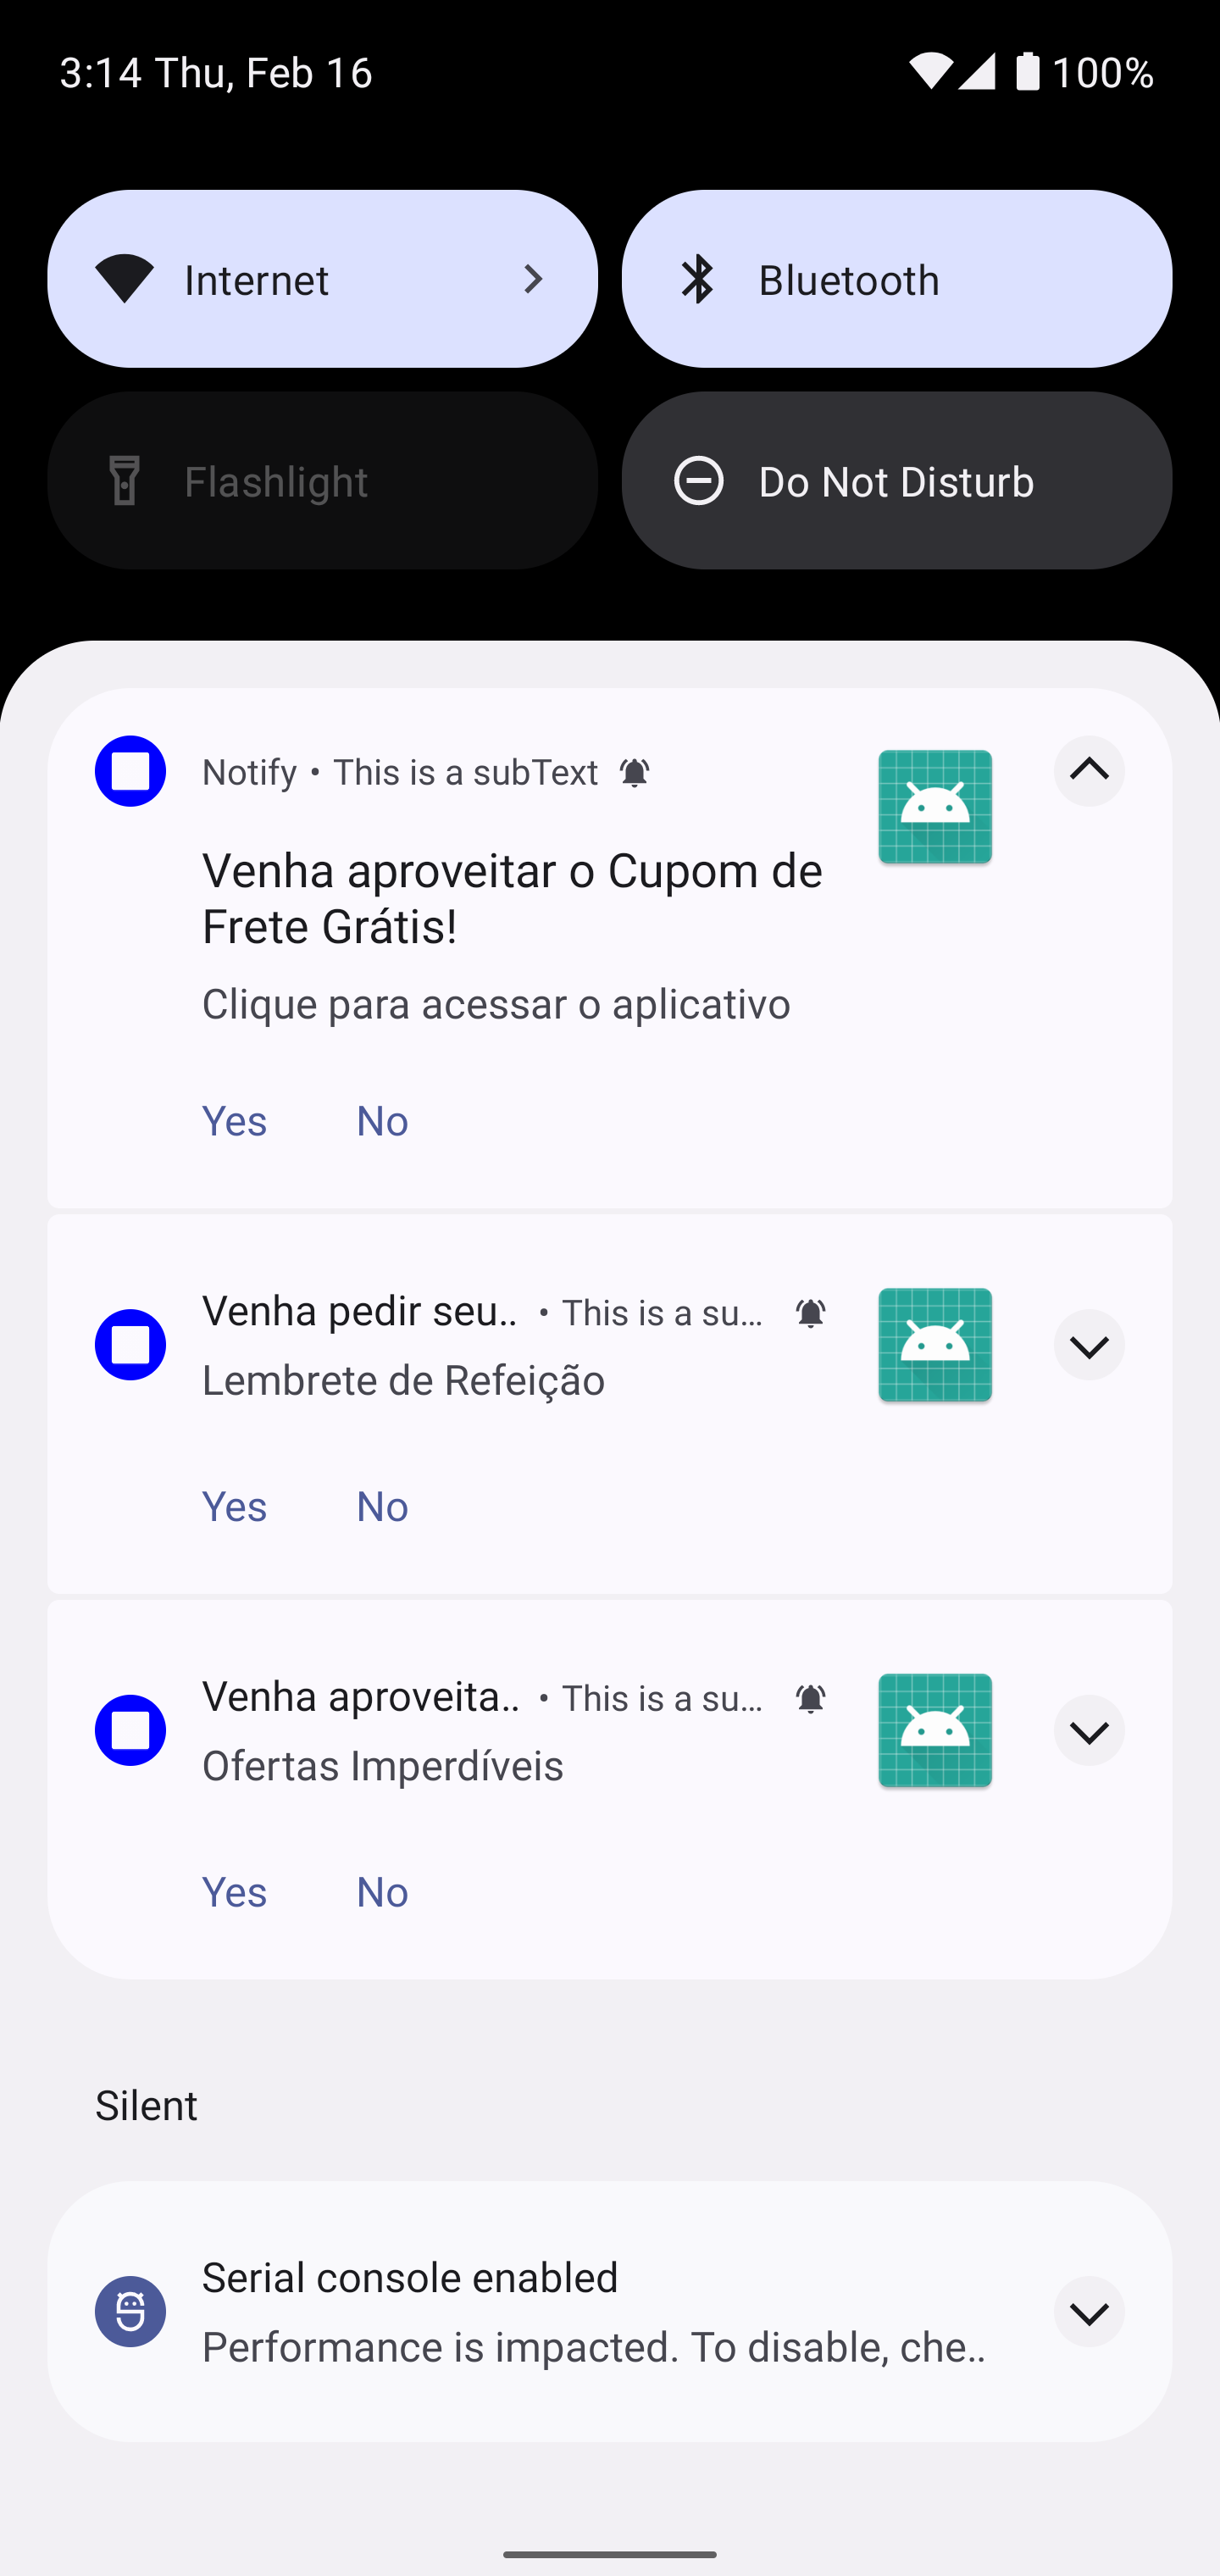 3:14 Thu, Feb 16 100%
Internet
Bluetooth
Flashlight
Do Not Disturb
Notify • This is a subText
Venha aproveitar o Cupom de
Frete Grátis!
Clique para acessar o aplicativo
Yes No
Venha pedir seu.. • This is a su...
Lembrete de Refeição
Yes No
Venha aproveita.. • This is a su...
Ofertas Imperdíveis
Yes No
Silent
Serial console enabled
Performance is impacted. To disable, che..